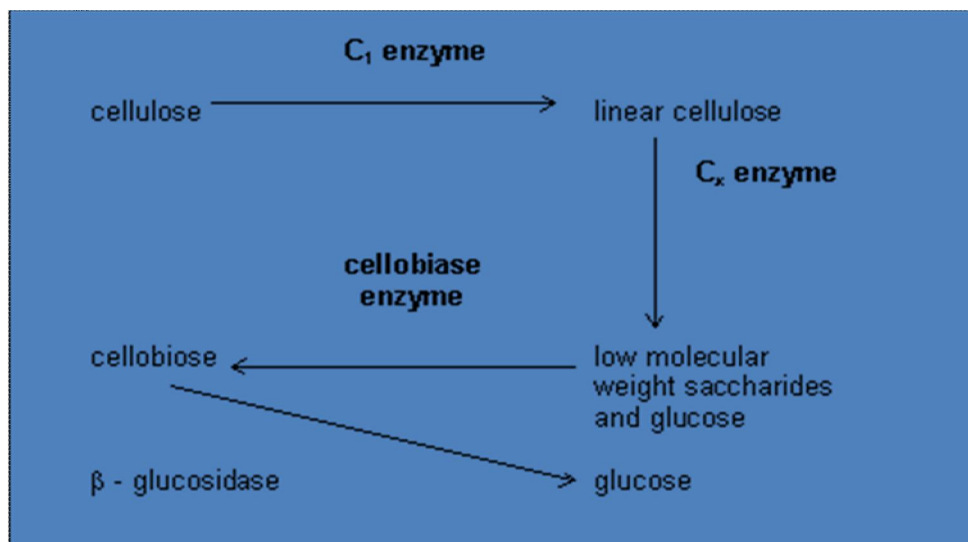 C₁ enzyme
cellulose
linear cellulose
Cₓ enzyme
cellobiase
enzyme
cellobiose
low molecular
weight saccharides
and glucose
β - glucosidase
glucose